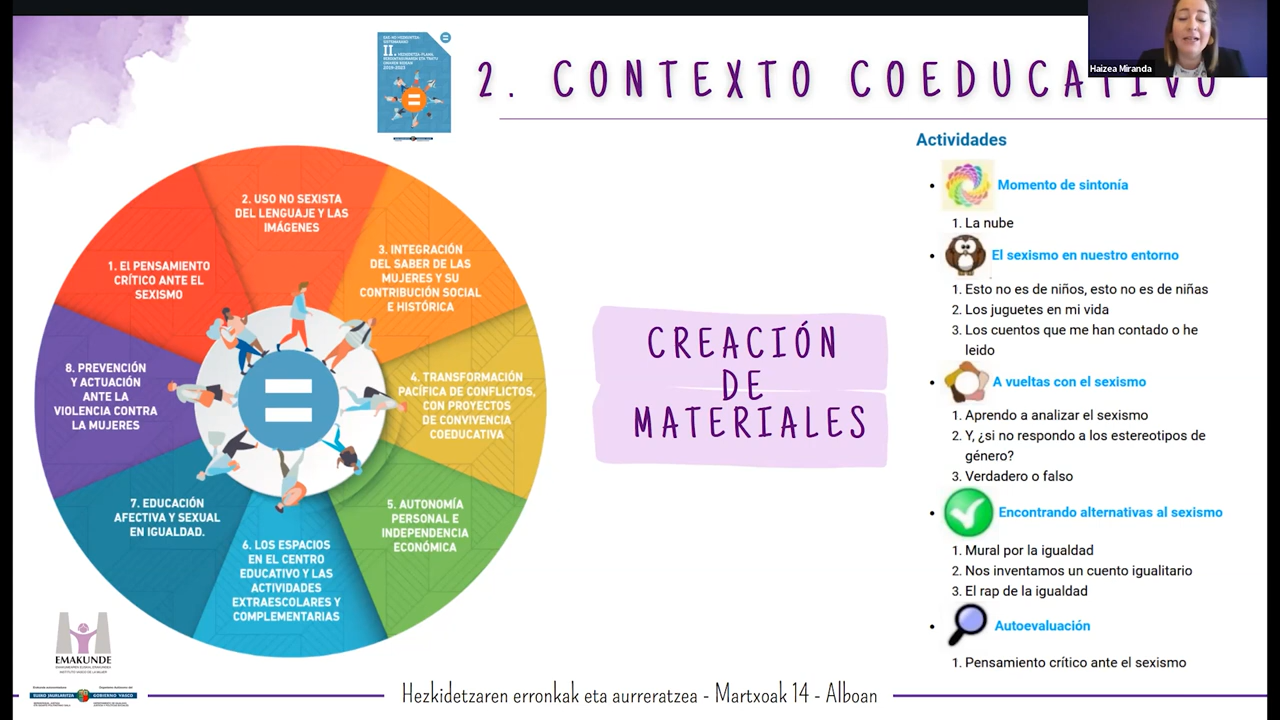 Haizea Miranda
2. CONTEXTO COEDUCATIVO
II.
2. USO NO SEXISTA
DEL LENGUAJE Y LAS
IMÁGENES
3. INTEGRACIÓN
DEL SABER DE LAS
MUJERES Y SU
CONTRIBUCIÓN SOCIAL
E HISTÓRICA
1. El PENSAMIENTO
CRÍTICO ANTE EL
SEXISMO
8. PREVENCIÓN
Y ACTUACIÓN
ANTE LA
VIOLENCIA CONTRA
LA MUJERES
4. TRANSFORMACIÓN
PACÍFICA DE CONFLICTOS,
CON PROYECTOS
DE CONVIVENCIA
COEDUCATIVA
7. EDUCACIÓN
AFECTIVA Y SEXUAL
EN IGUALDAD.
5. AUTONOMÍA
PERSONAL E
INDEPENDENCIA
ECONÓMICA
6. LOS ESPACIOS
EN EL CENTRO
EDUCATIVO Y LAS
ACTIVIDADES
EXTRAESCOLARES Y
COMPLEMENTARIAS
CREACIÓN
DE
MATERIALES
Actividades
• Momento de sintonía
1. La nube
• El sexismo en nuestro entorno
1. Esto no es de niños, esto no es de niñas
2. Los juguetes en mi vida
3. Los cuentos que me han contado o he
leido
• A vueltas con el sexismo
1. Aprendo a analizar el sexismo
2. Y, ¿si no respondo a los estereotipos de
género?
3. Verdadero o falso
• Encontrando alternativas al sexismo
1. Mural por la igualdad
2. Nos inventamos un cuento igualitario
3. El rap de la igualdad
• Autoevaluación
1. Pensamiento crítico ante el sexismo
EMAKUNDE
EUSKO JAURLARITZA
GOBIERNO VASCO
Hezkidetzan erronkak eta aurreratzea - Martxoak 14 - Alboan